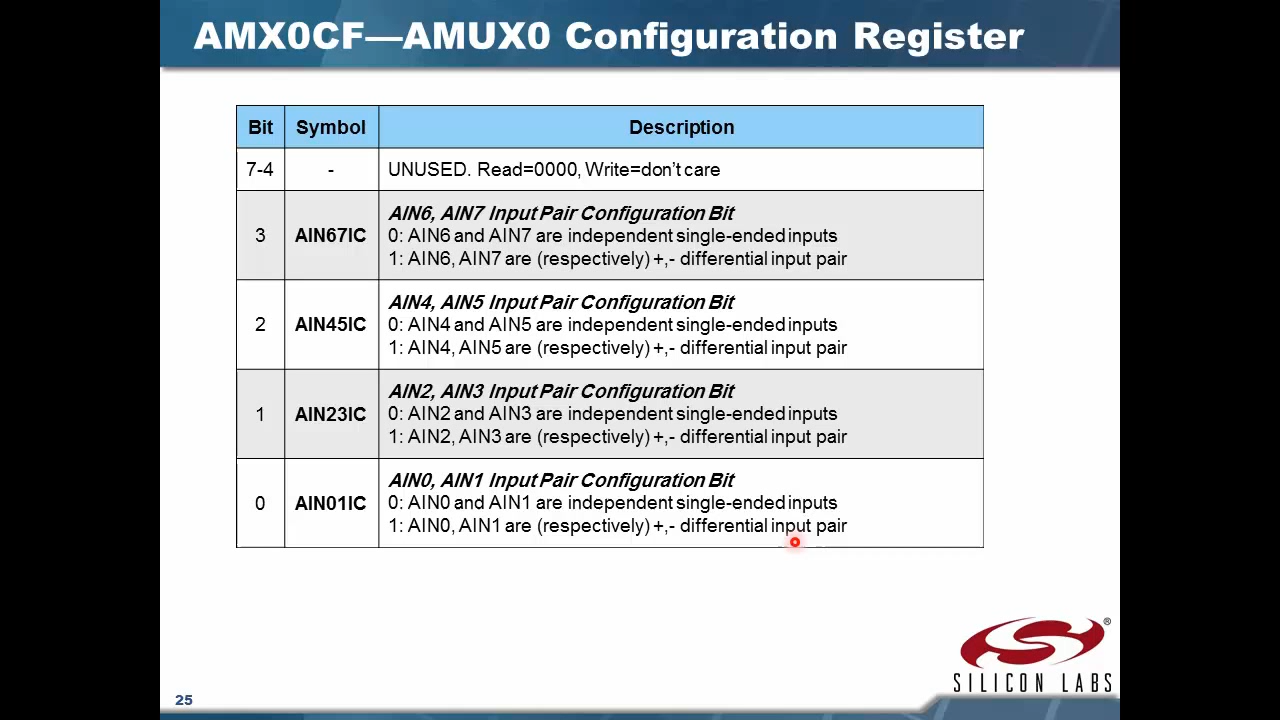 AMX0CF—AMUX0 Configuration Register
Bit Symbol Description
7-4 - UNUSED. Read=0000, Write=don't care
AIN6, AIN7 Input Pair Configuration Bit
3 AIN67IC 0: AIN6 and AIN7 are independent single-ended inputs
1: AIN6, AIN7 are (respectively) +,- differential input pair
AIN4, AIN5 Input Pair Configuration Bit
2 AIN45IC 0: AIN4 and AIN5 are independent single-ended inputs
1: AIN4, AIN5 are (respectively) +,- differential input pair
AIN2, AIN3 Input Pair Configuration Bit
1 AIN23IC 0: AIN2 and AIN3 are independent single-ended inputs
1: AIN2, AIN3 are (respectively) +,- differential input pair
AIN0, AIN1 Input Pair Configuration Bit
0 AIN01IC 0: AIN0 and AIN1 are independent single-ended inputs
1: AIN0, AIN1 are (respectively) +,- differential input pair
®
SILICON LABS
25